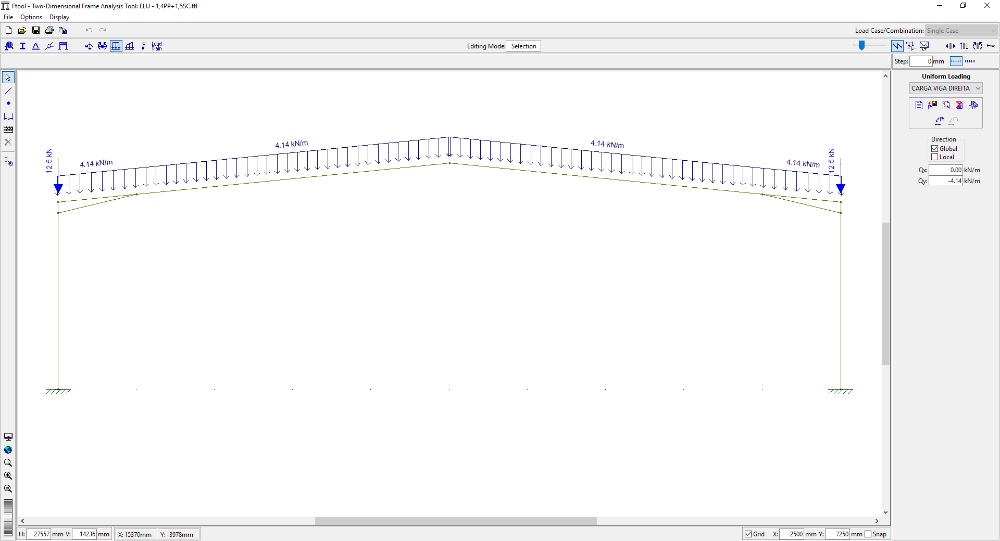 Ftool - Two-Dimensional Frame Analysis Tool: ELU - 1,4PP+1,5SC.ftl
File Options Display
Load Case/Combination: Single Case
Load Train
Editing Mode: Selection
LT
Step: 0 mm
Uniform Loading
CARGA VIGA DIREITA
Direction
Global
Local
Qx: 0.00 kN/m
Qy: -4.14 kN/m
4.14 kN/m
4.14 kN/m
4.14 kN/m
4.14 kN/m
12.5 kN
12.5 kN
H: 27557 mm V: 14236 mm X: 15370mm Y: -3978mm
Grid X: 2500 mm Y: 7250 mm Snap